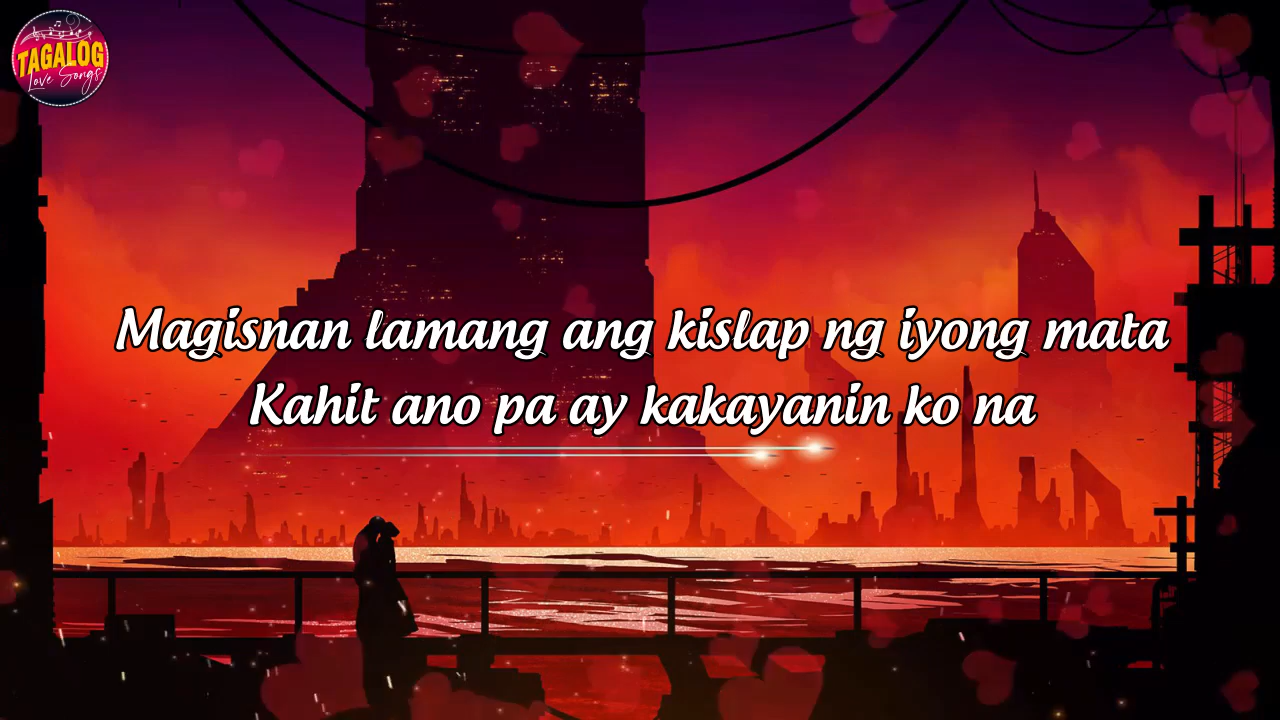 TAGALOG
Love Songs
Magisnan lamang ang kislap ng iyong mata
Kahit ano pa ay kakayanin ko na